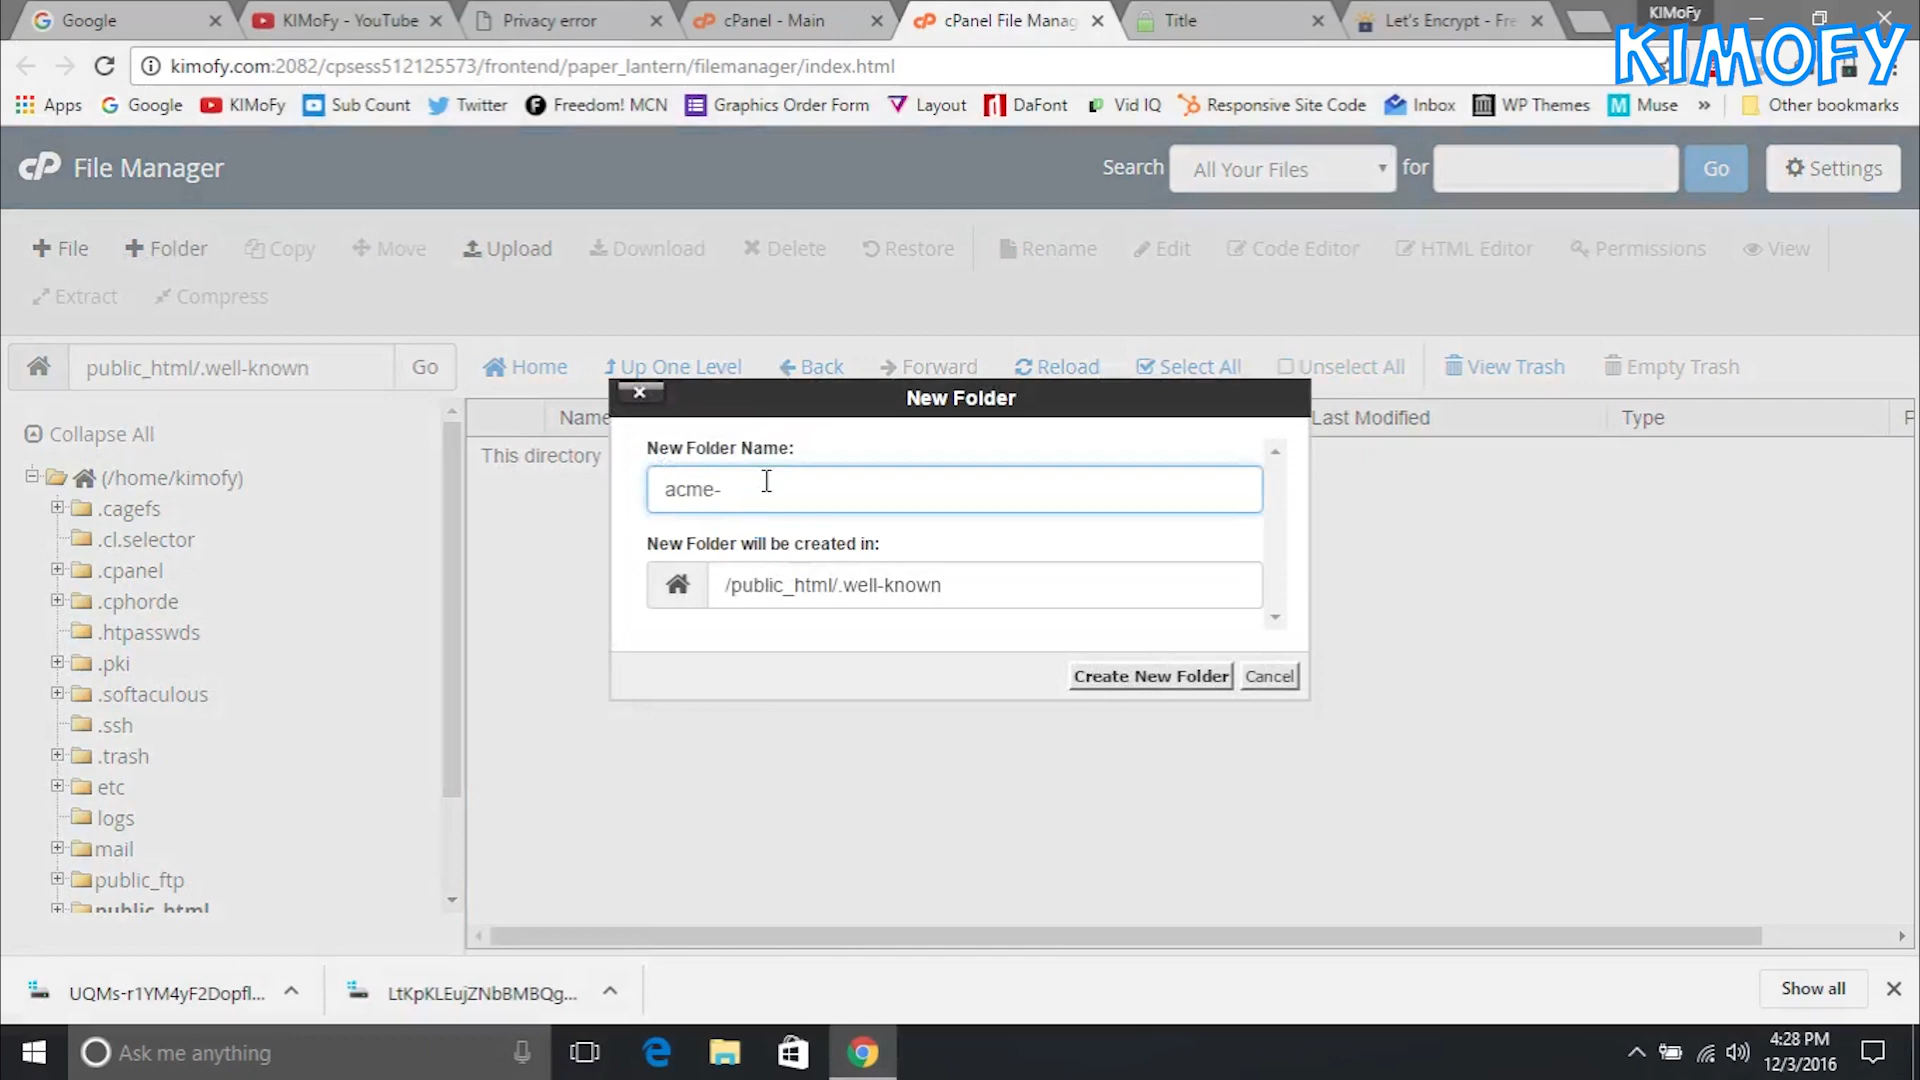 Google
KIMoFy - YouTube
Privacy error
cPanel - Main
cPanel File Manag
Title
Let's Encrypt - Fre
KIMoFy
KIMOFY
kimofy.com:2082/cpsess512125573/frontend/paper_lantern/filemanager/index.html
Apps
Google
KIMoFy
Sub Count
Twitter
Freedom! MCN
Graphics Order Form
Layout
DaFont
Vid IQ
Responsive Site Code
Inbox
WP Themes
Muse
»
Other bookmarks
cP File Manager
Search
All Your Files
for
Go
Settings
File
Folder
Copy
Move
Upload
Download
Delete
Restore
Rename
Edit
Code Editor
HTML Editor
Permissions
View
Extract
Compress
public_html/.well-known
Go
Home
Up One Level
Back
Forward
Reload
Select All
Unselect All
View Trash
Empty Trash
Collapse All
(/home/kimofy)
.cagefs
.cl.selector
.cpanel
.cphorde
.htpasswds
.pki
.softaculous
.ssh
.trash
etc
logs
mail
public_ftp
public_html
Name
Last Modified
Type
This directory
New Folder
New Folder Name:
acme-
New Folder will be created in:
/public_html/.well-known
Create New Folder
Cancel
UQMs-r1YM4yF2Dopfl...
LtKpKLEujZNbBMBQg...
Show all
Ask me anything
4:28 PM
12/3/2016